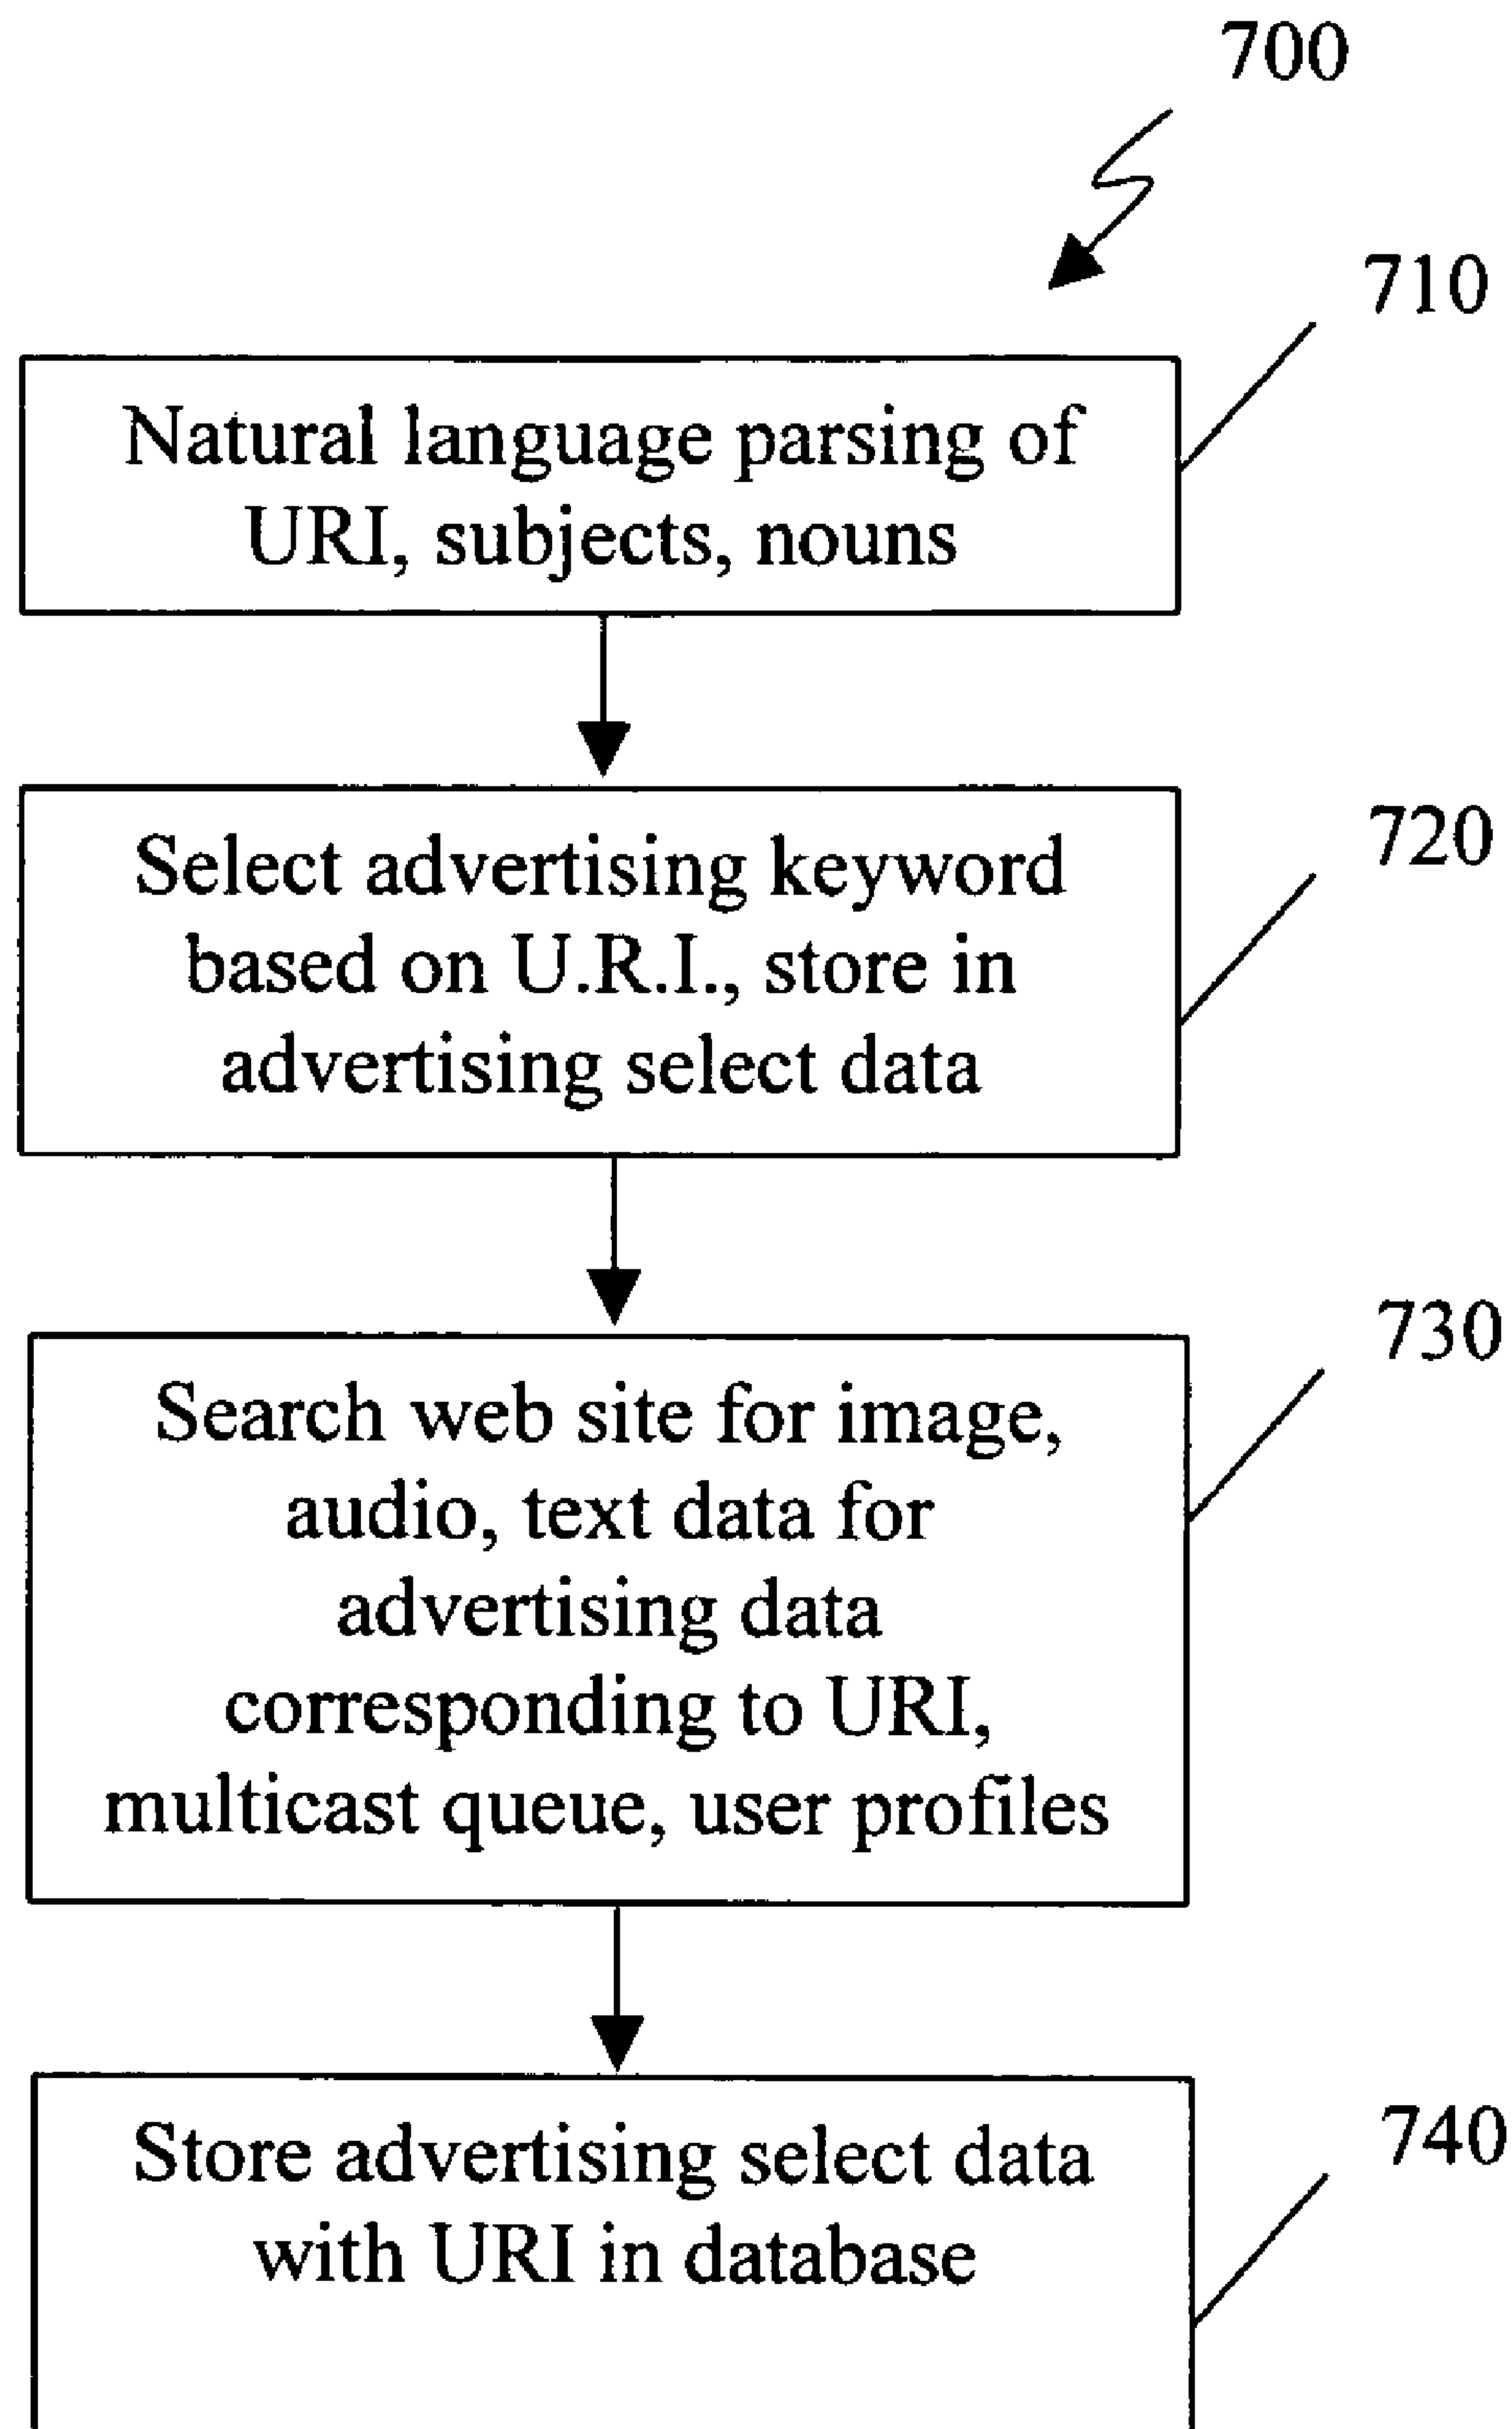 700
710
Natural language parsing of
URI, subjects, nouns
720
Select advertising keyword
based on U.R.I., store in
advertising select data
730
Search web site for image,
audio, text data for
advertising data
corresponding to URI,
multicast queue, user profiles
740
Store advertising select data
with URI in database